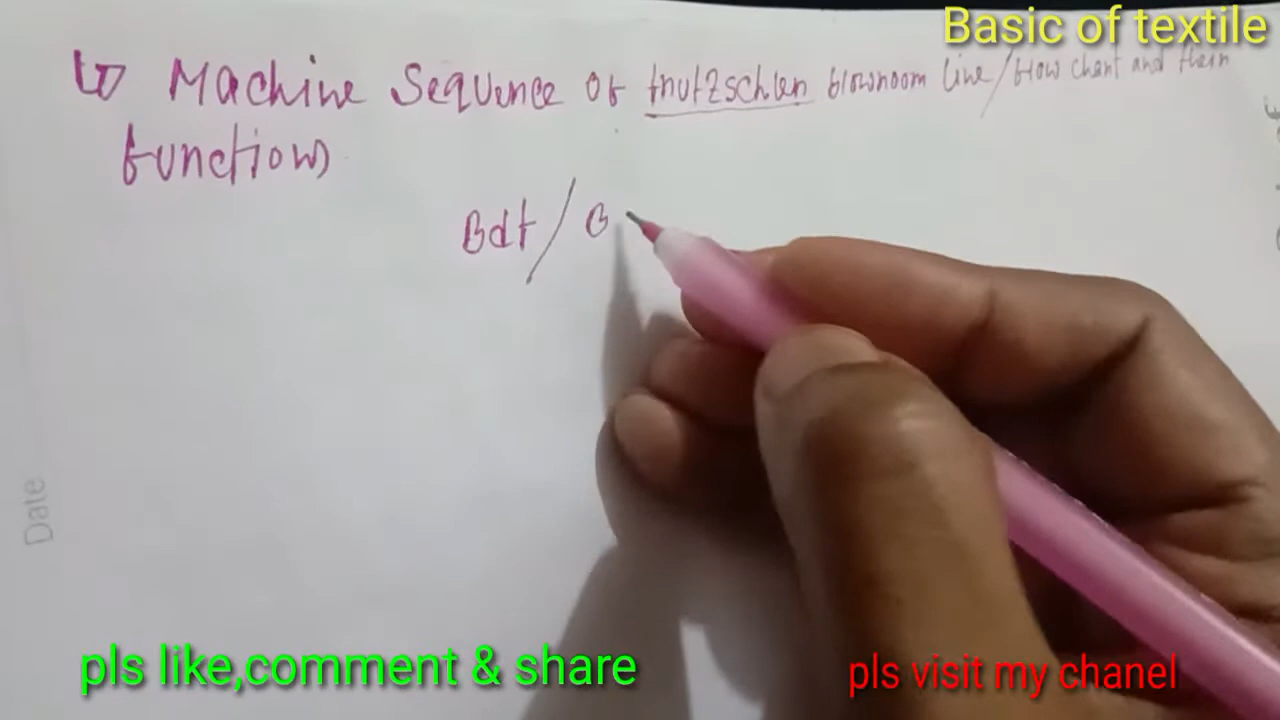 Basic of textile
Machine Sequence of trutzschler blowroom line/flow chart and their
functions
Bdt/B
Date
pls like,comment & share
pls visit my chanel